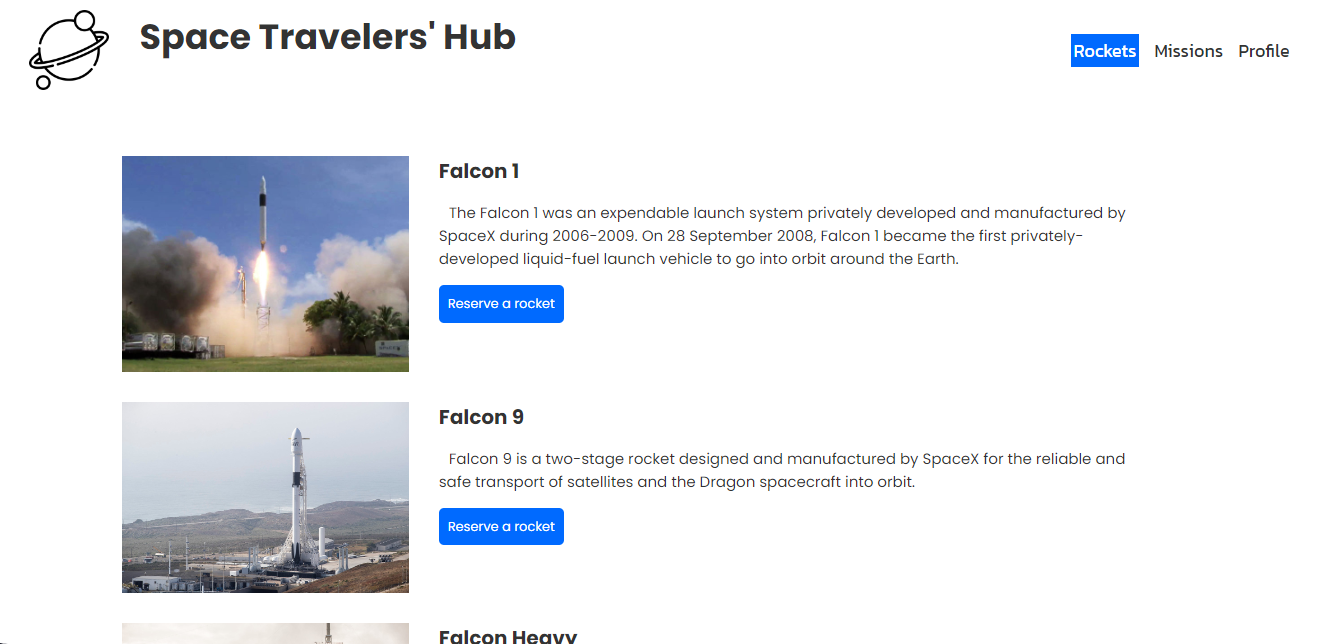 Space Travelers' Hub
Rockets Missions Profile
Falcon 1
The Falcon 1 was an expendable launch system privately developed and manufactured by
SpaceX during 2006-2009. On 28 September 2008, Falcon 1 became the first privately-
developed liquid-fuel launch vehicle to go into orbit around the Earth.
Reserve a rocket
Falcon 9
Falcon 9 is a two-stage rocket designed and manufactured by SpaceX for the reliable and
safe transport of satellites and the Dragon spacecraft into orbit.
Reserve a rocket
Falcon Heavy